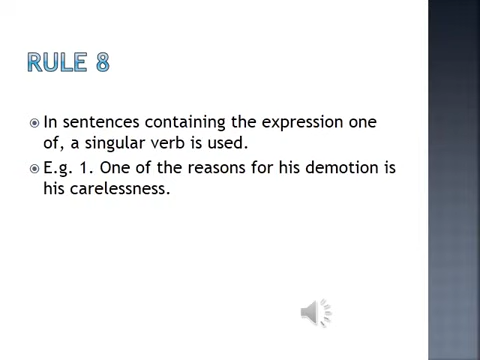 RULE 8
In sentences containing the expression one
of, a singular verb is used.
E.g. 1. One of the reasons for his demotion is
his carelessness.